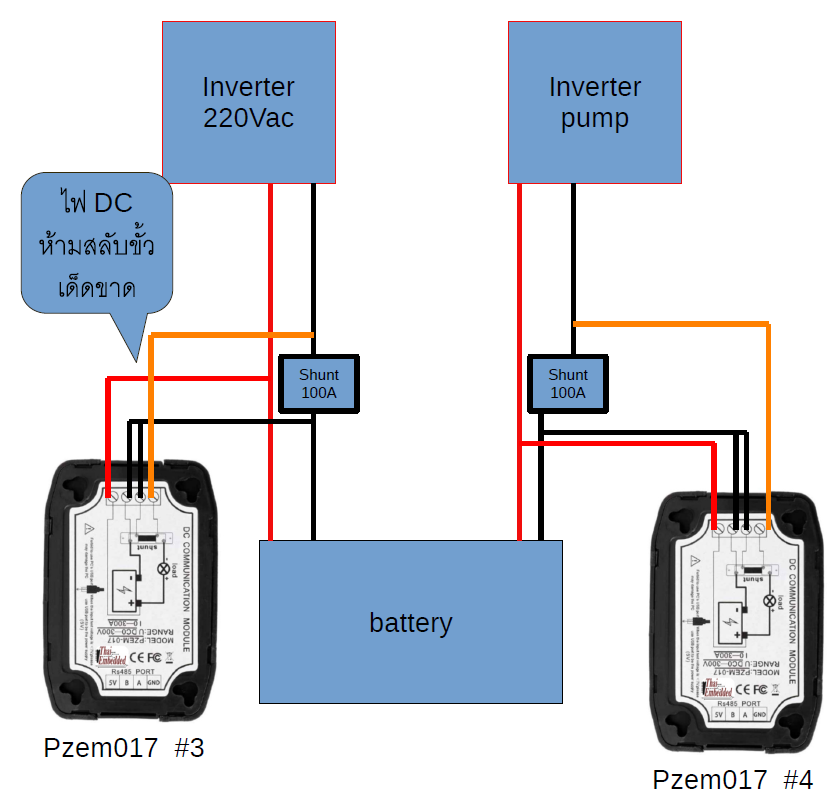 Inverter
220Vac
Inverter
pump
ไฟ DC
ห้ามสลับขั้ว
เด็ดขาด
Shunt
100A
Shunt
100A
battery
DC COMMUNICATION MODULE
shunt
load
I:0—300A
RANGE:UDC0—300V
MODEL:PZEM-017
Thai
Embedded
CE FC
Rs485 PORT
5V B A GND
Pzem017 #3
DC COMMUNICATION MODULE
shunt
load
I:0—300A
RANGE:UDC0—300V
MODEL:PZEM-017
Thai
Embedded
CE FC
Rs485 PORT
5V B A GND
Pzem017 #4